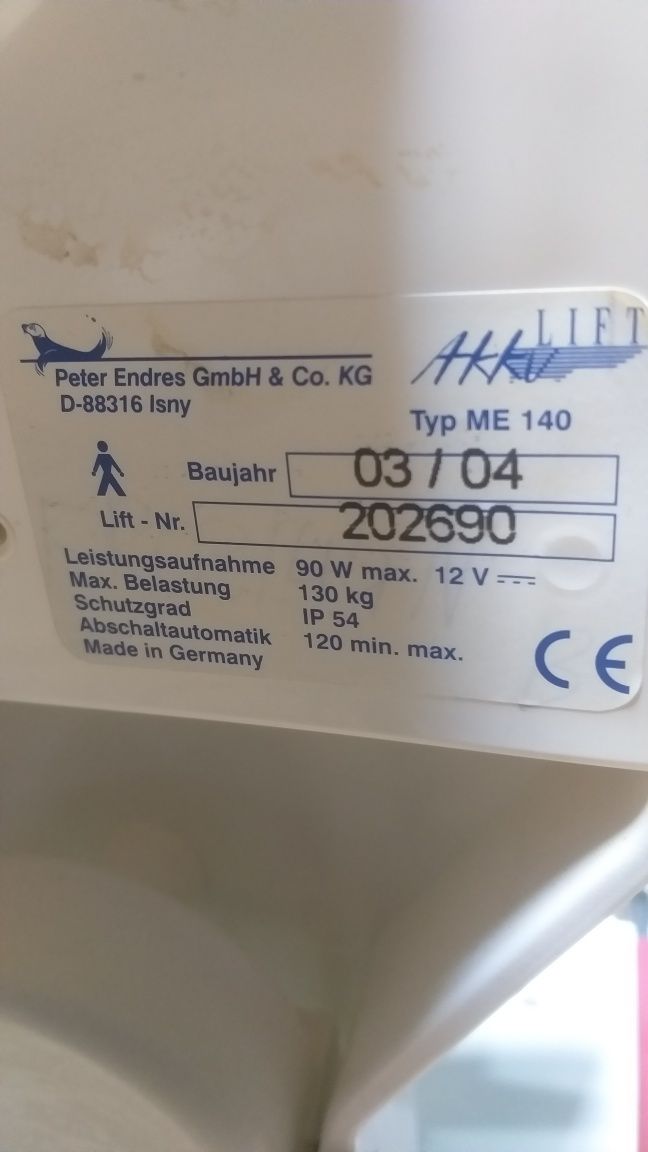 Peter Endres GmbH & Co. KG
D-88316 Isny
Akku LIFT
Typ ME 140
Baujahr 03 / 04
Lift - Nr. 202690
Leistungsaufnahme 90 W max. 12 V
Max. Belastung 130 kg
Schutzgrad IP 54
Abschaltautomatik 120 min. max.
Made in Germany
CE